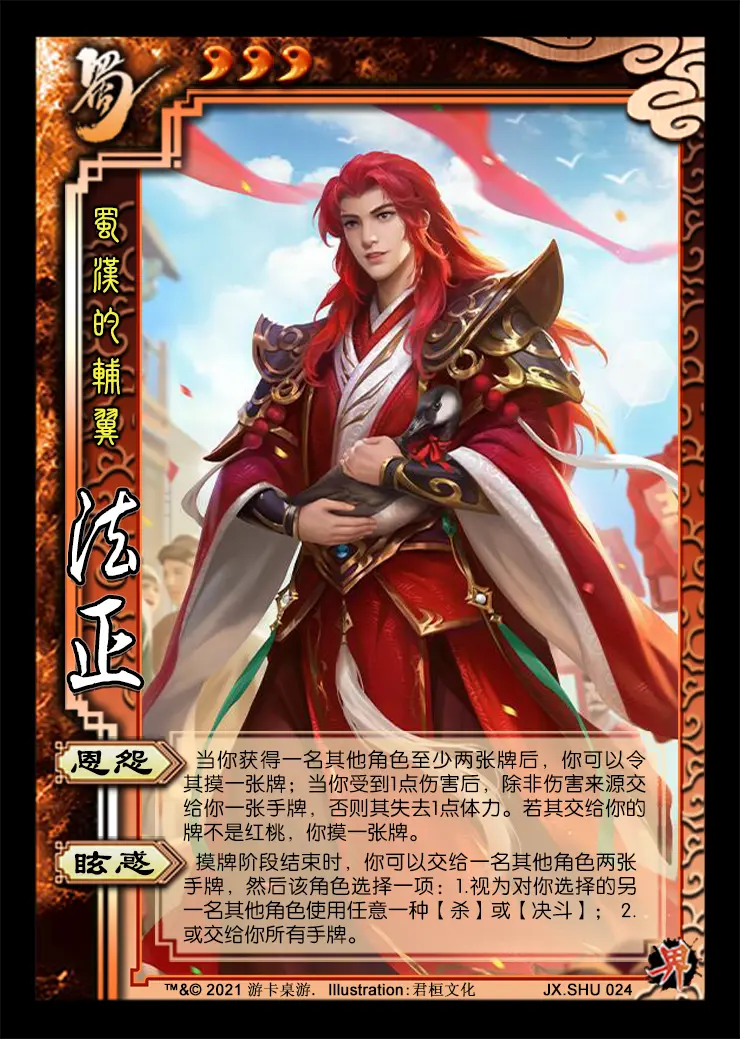 蜀
蜀漢的輔翼
法正
恩怨
当你获得一名其他角色至少两张牌后，你可以令
其摸一张牌；当你受到1点伤害后，除非伤害来源交
给你一张手牌，否则其失去1点体力。若其交给你的
牌不是红桃，你摸一张牌。
眩惑
摸牌阶段结束时，你可以交给一名其他角色两张
手牌，然后该角色选择一项：1.视为对你选择的另
一名其他角色使用任意一种【杀】或【决斗】；2.
或交给你所有手牌。
界
™&© 2021 游卡桌游. Illustration:君桓文化 JX.SHU 024